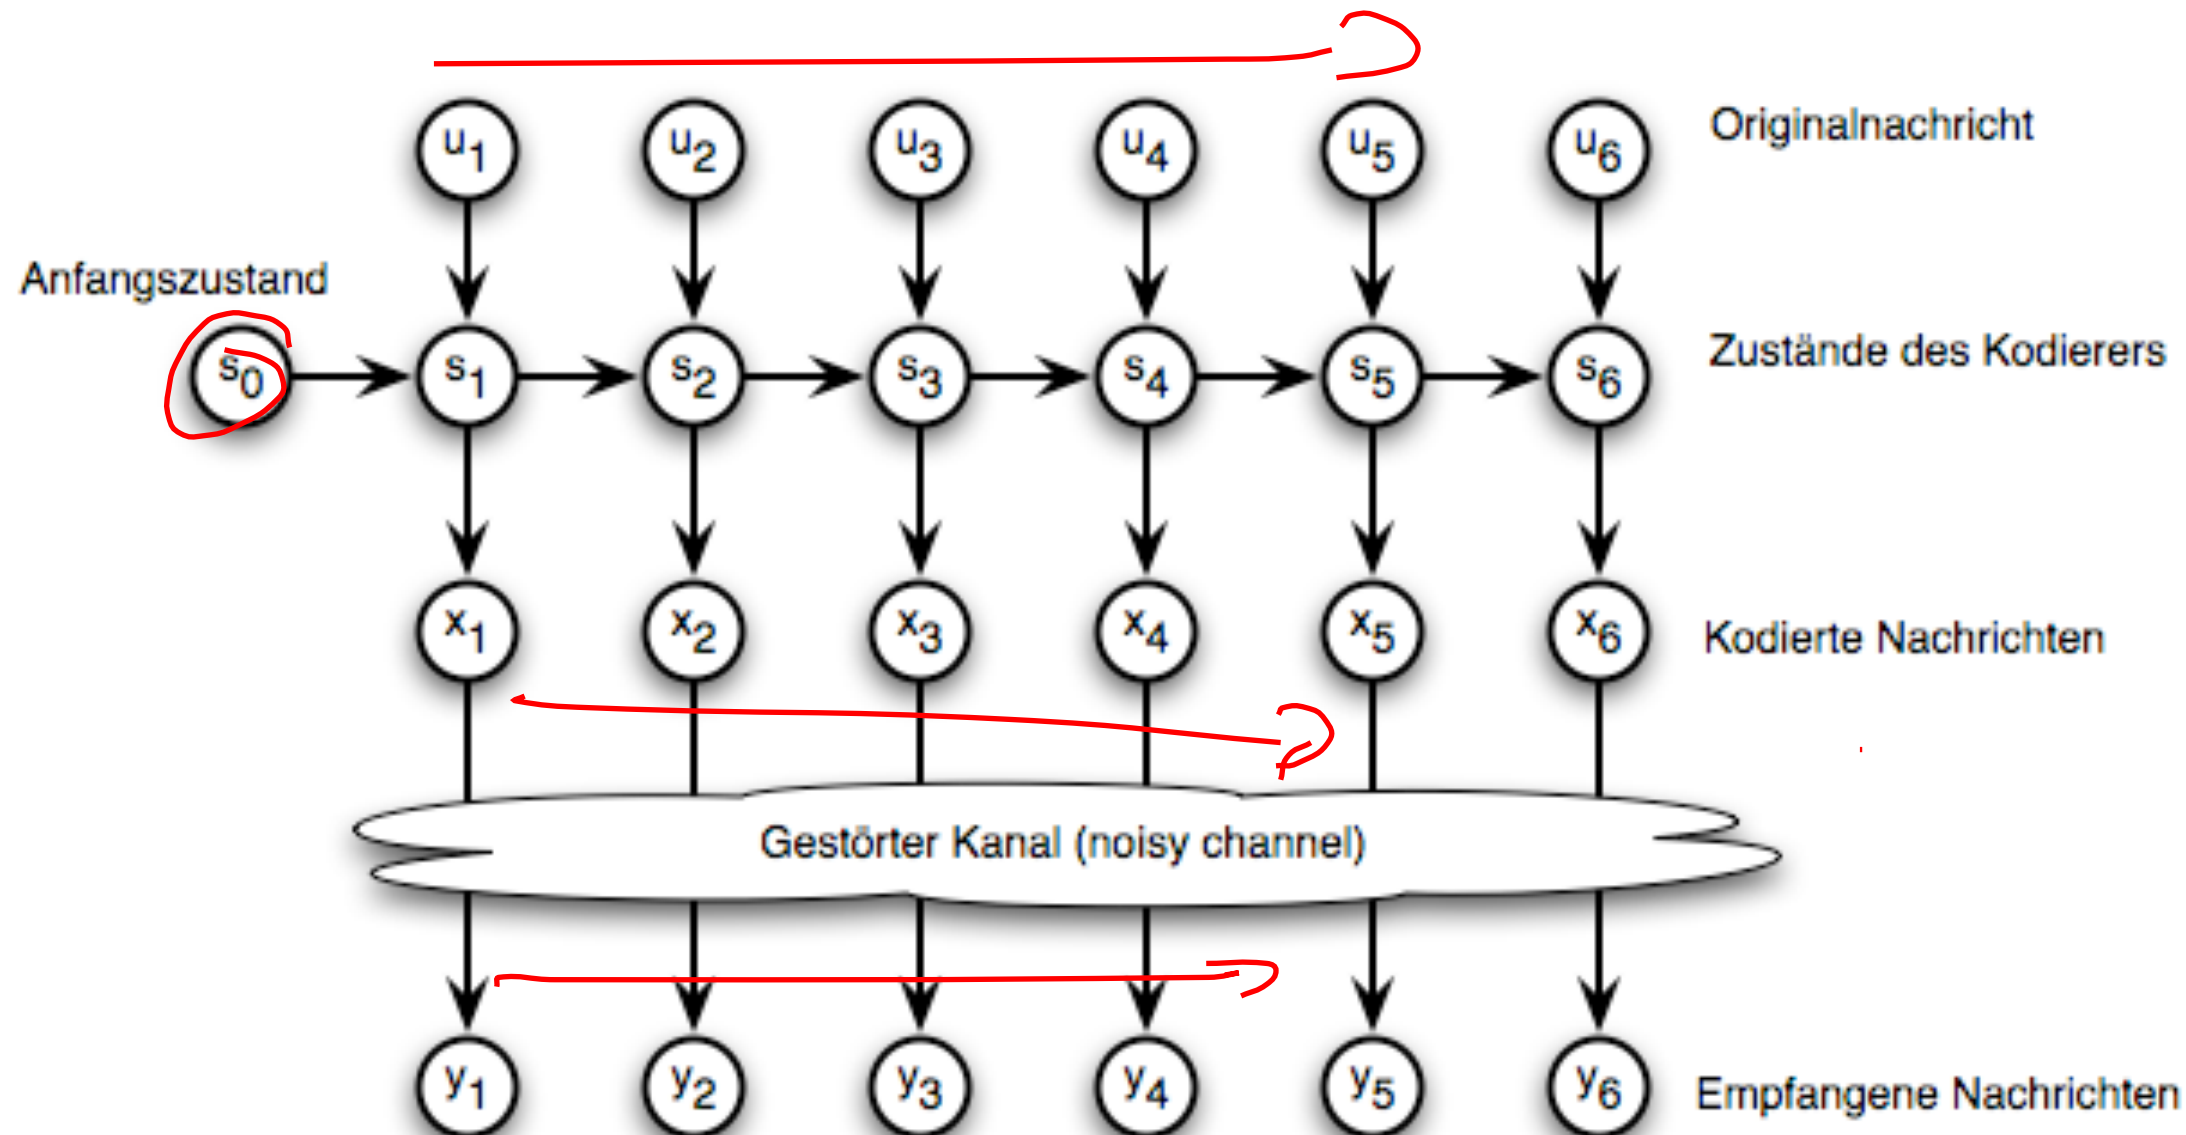 u1 u2 u3 u4 u5 u6 Originalnachricht
Anfangszustand
s0 s1 s2 s3 s4 s5 s6 Zustände des Kodierers
x1 x2 x3 x4 x5 x6 Kodierte Nachrichten
Gestörter Kanal (noisy channel)
y1 y2 y3 y4 y5 y6 Empfangene Nachrichten